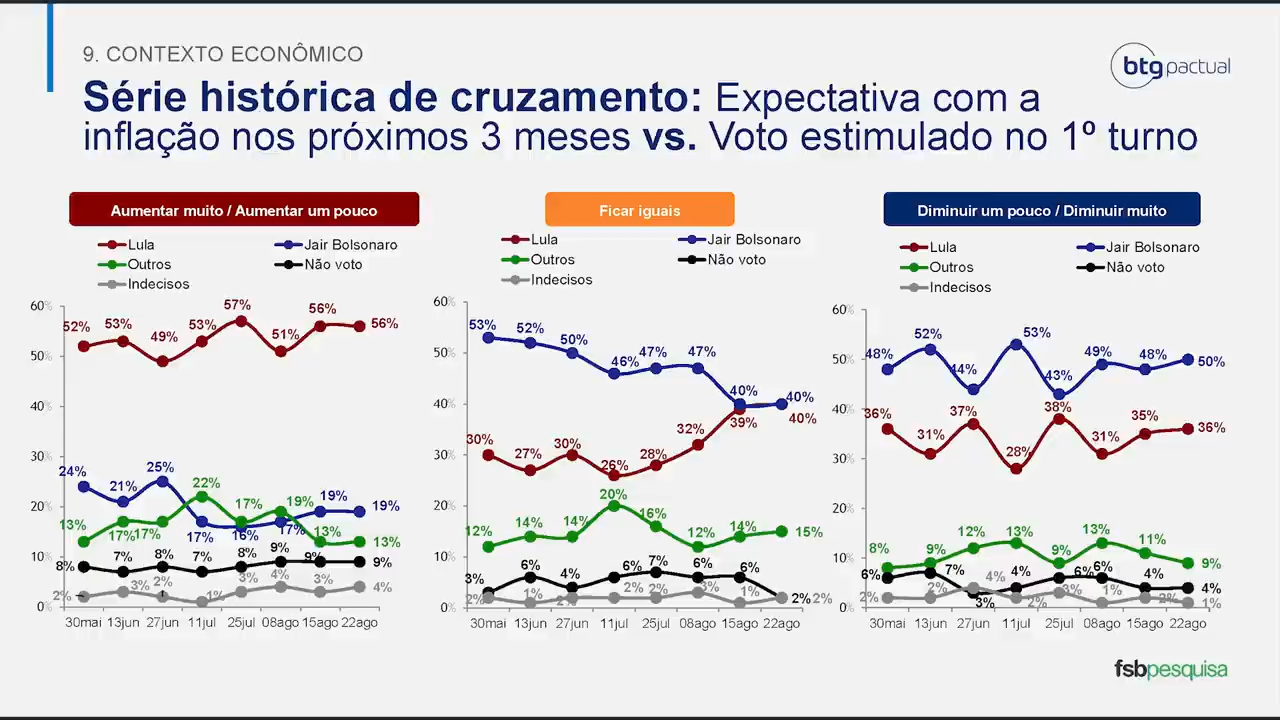 9. CONTEXTO ECONÔMICO
btgpactual
Série histórica de cruzamento: Expectativa com a
inflação nos próximos 3 meses vs. Voto estimulado no 1º turno
Aumentar muito / Aumentar um pouco
Lula Jair Bolsonaro
Outros Não voto
Indecisos
60%
50%
40%
30%
20%
10%
0%
52% 53% 49% 53% 57% 51% 56% 56%
24% 21% 25% 17% 16% 17% 19% 19%
13% 17% 17% 22% 17% 19% 13% 13%
8% 7% 8% 7% 8% 9% 9% 9%
2% 3% 2% 1% 3% 4% 3% 4%
30mai 13jun 27jun 11jul 25jul 08ago 15ago 22ago
Ficar iguais
Lula Jair Bolsonaro
Outros Não voto
Indecisos
60%
50%
40%
30%
20%
10%
0%
53% 52% 50% 46% 47% 47% 40% 40%
30% 27% 30% 26% 28% 32% 39% 40%
12% 14% 14% 20% 16% 12% 14% 15%
3% 6% 4% 6% 7% 6% 6% 2%
2% 1% 2% 2% 2% 3% 1% 2%
30mai 13jun 27jun 11jul 25jul 08ago 15ago 22ago
Diminuir um pouco / Diminuir muito
Lula Jair Bolsonaro
Outros Não voto
Indecisos
60%
50%
40%
30%
20%
10%
0%
48% 52% 44% 53% 43% 49% 48% 50%
36% 31% 37% 28% 38% 31% 35% 36%
8% 9% 12% 13% 9% 13% 11% 9%
6% 7% 3% 4% 6% 6% 4% 4%
2% 2% 4% 2% 3% 1% 2% 1%
30mai 13jun 27jun 11jul 25jul 08ago 15ago 22ago
fsbpesquisa